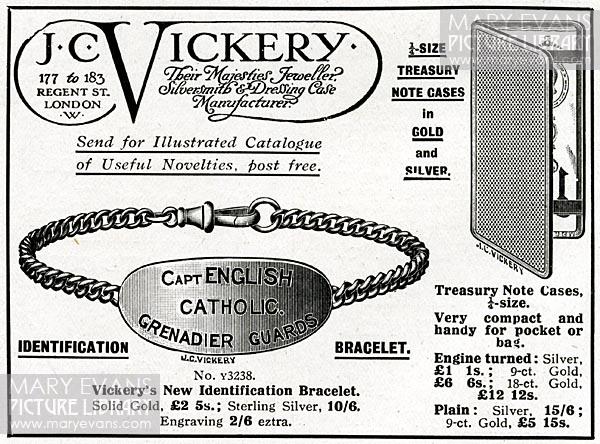 J. C. VICKERY.
177 to 183
REGENT ST.
LONDON
W.
Their Majesties' Jeweller,
Silversmith & Dressing Case
Manufacturer.
Send for Illustrated Catalogue
of Useful Novelties, post free.
¼-SIZE
TREASURY
NOTE CASES
in
GOLD
and
SILVER.
J.C. VICKERY
CAPT ENGLISH
CATHOLIC.
GRENADIER GUARDS
IDENTIFICATION BRACELET.
J.C. VICKERY
No. V3238.
Vickery's New Identification Bracelet.
Solid Gold, £2 5s.; Sterling Silver, 10/6.
Engraving 2/6 extra.
Treasury Note Cases,
¼-size.
Very compact and
handy for pocket or
bag.
Engine turned: Silver,
£1 1s.; 9-ct. Gold,
£6 6s.; 18-ct. Gold,
£12 12s.
Plain: Silver, 15/6;
9-ct. Gold, £5 15s.
MARY EVANS
PICTURE LIBRARY
MARY EVANS
PICTURE LIBRARY